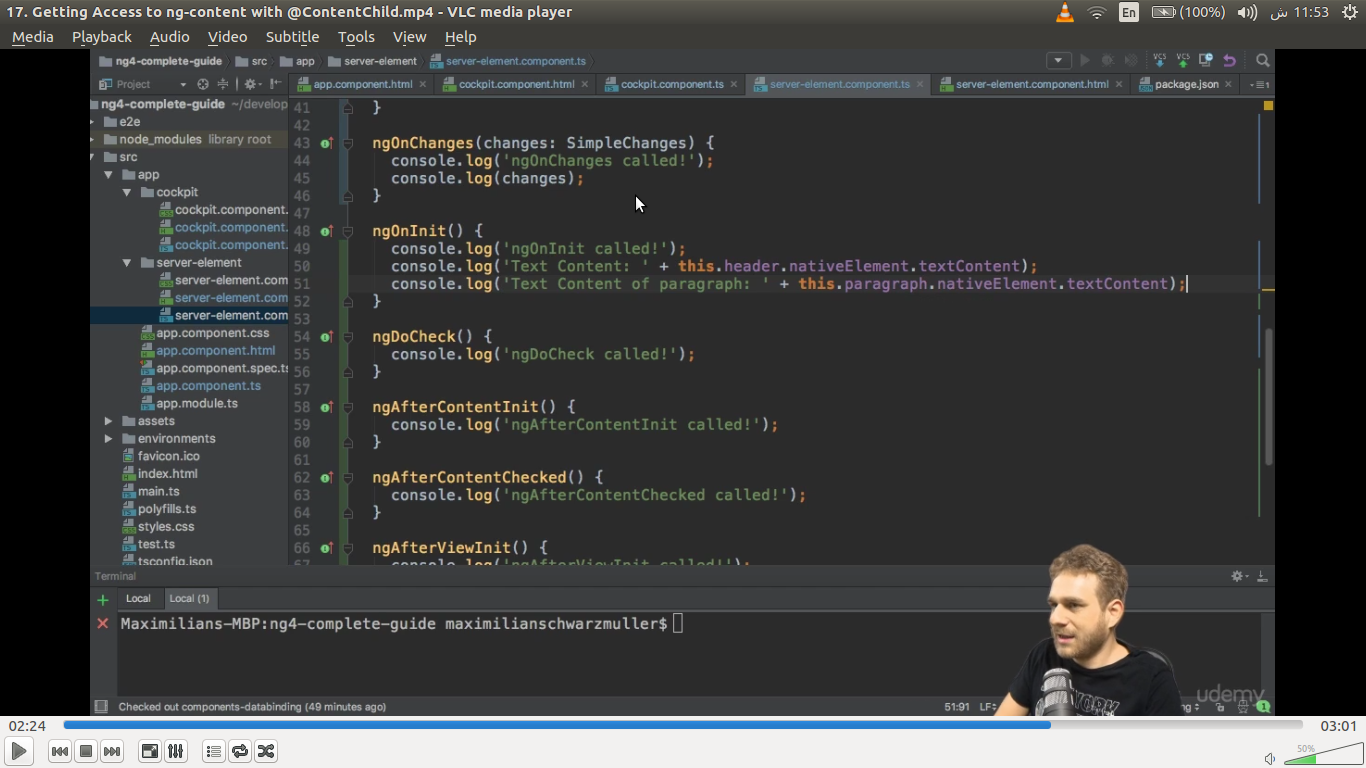 17. Getting Access to ng-content with @ContentChild.mp4 - VLC media player
En (100%) ش 11:53
Media Playback Audio Video Subtitle Tools View Help
ng4-complete-guide src app server-element server-element.component.ts
Project app.component.html cockpit.component.html cockpit.component.ts server-element.component.ts server-element.component.html package.json
ng4-complete-guide ~/develop
e2e
node_modules library root
src
app
cockpit
cockpit.component.
cockpit.component.
cockpit.component.
server-element
server-element.com
server-element.com
server-element.com
app.component.css
app.component.html
app.component.spec.ts
app.component.ts
app.module.ts
assets
environments
favicon.ico
index.html
main.ts
polyfills.ts
styles.css
test.ts
tsconfig.json
41 }
42
43 ngOnChanges(changes: SimpleChanges) {
44 console.log('ngOnChanges called!');
45 console.log(changes);
46 }
47
48 ngOnInit() {
49 console.log('ngOnInit called!');
50 console.log('Text Content: ' + this.header.nativeElement.textContent);
51 console.log('Text Content of paragraph: ' + this.paragraph.nativeElement.textContent);
52 }
53
54 ngDoCheck() {
55 console.log('ngDoCheck called!');
56 }
57
58 ngAfterContentInit() {
59 console.log('ngAfterContentInit called!');
60 }
61
62 ngAfterContentChecked() {
63 console.log('ngAfterContentChecked called!');
64 }
65
66 ngAfterViewInit() {
67 console.log('ngAfterViewInit called!');
Terminal
Local Local (1)
Maximilians-MBP:ng4-complete-guide maximilianschwarzmuller$
udemy
Checked out components-databinding (49 minutes ago) 51:91 LF
02:24 03:01
50%